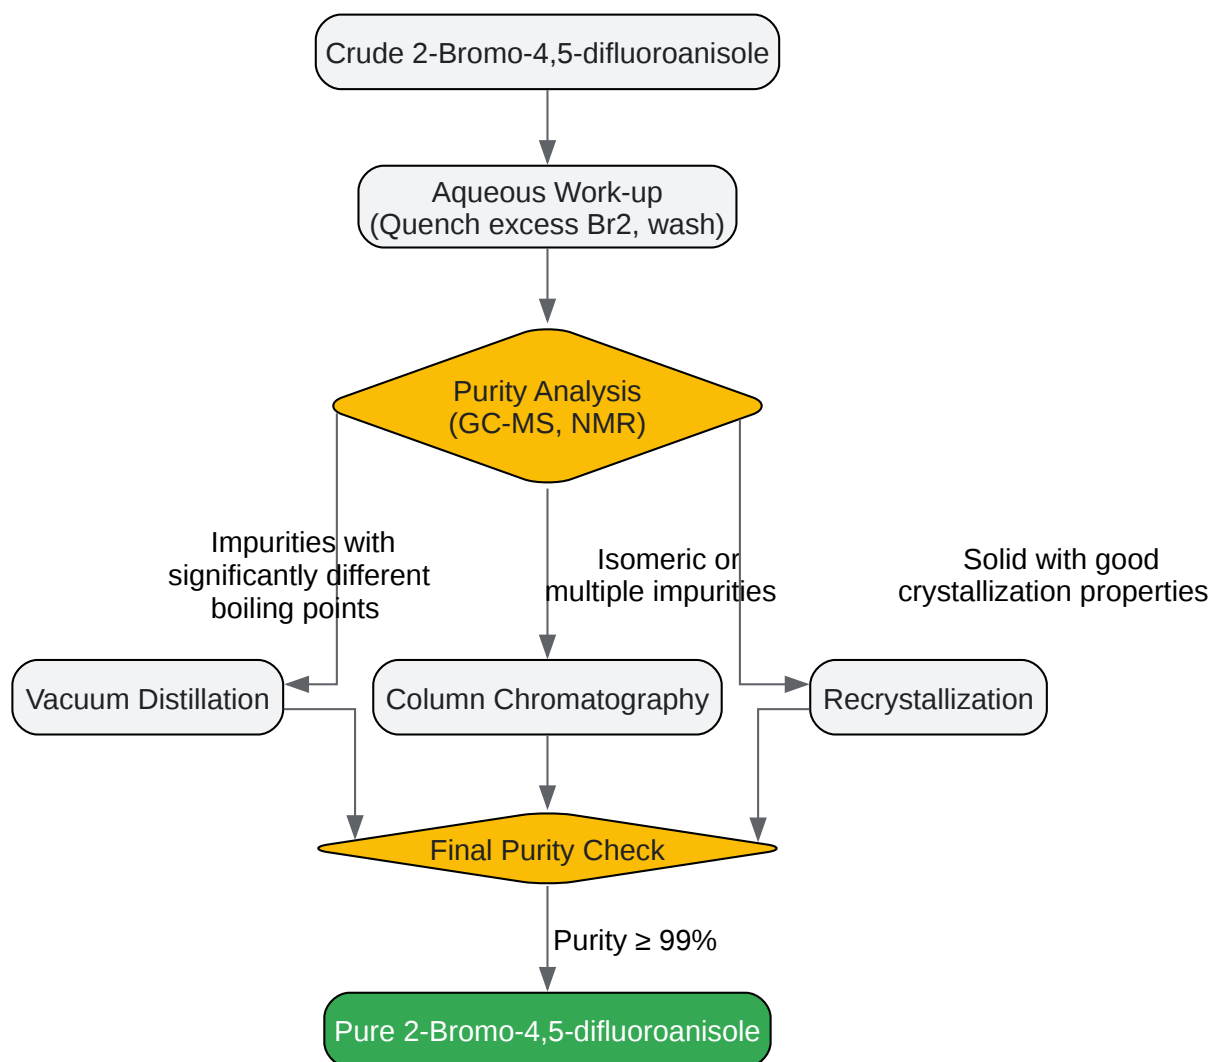 Crude 2-Bromo-4,5-difluoroanisole
Aqueous Work-up
(Quench excess Br2, wash)
Purity Analysis
(GC-MS, NMR)
Impurities with
significantly different
boiling points
Isomeric or
multiple impurities
Solid with good
crystallization properties
Vacuum Distillation
Column Chromatography
Recrystallization
Final Purity Check
Purity ≥ 99%
Pure 2-Bromo-4,5-difluoroanisole